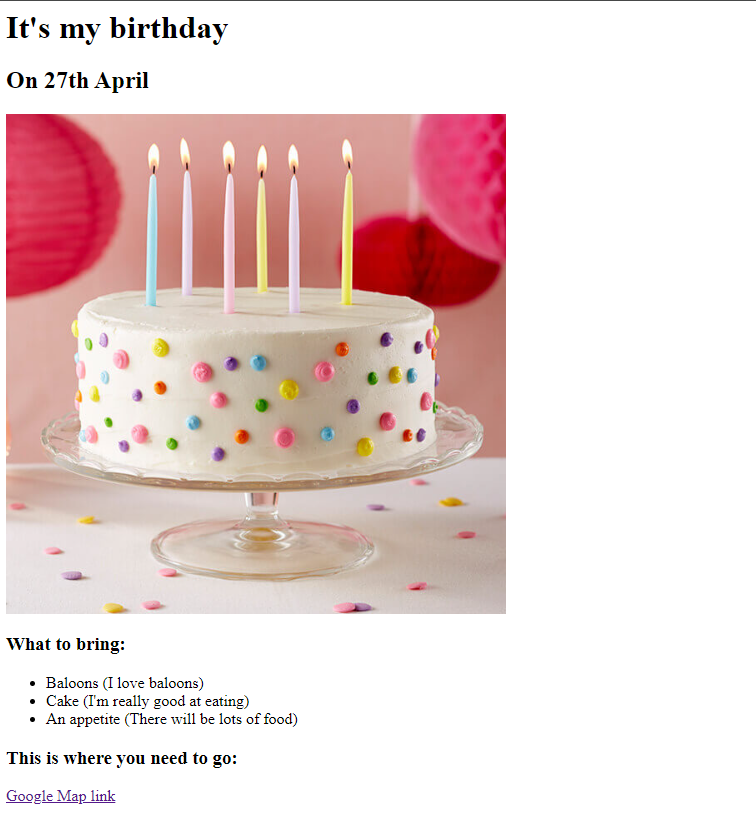 It's my birthday
On 27th April
What to bring:
Baloons (I love baloons)
Cake (I'm really good at eating)
An appetite (There will be lots of food)
This is where you need to go:
Google Map link